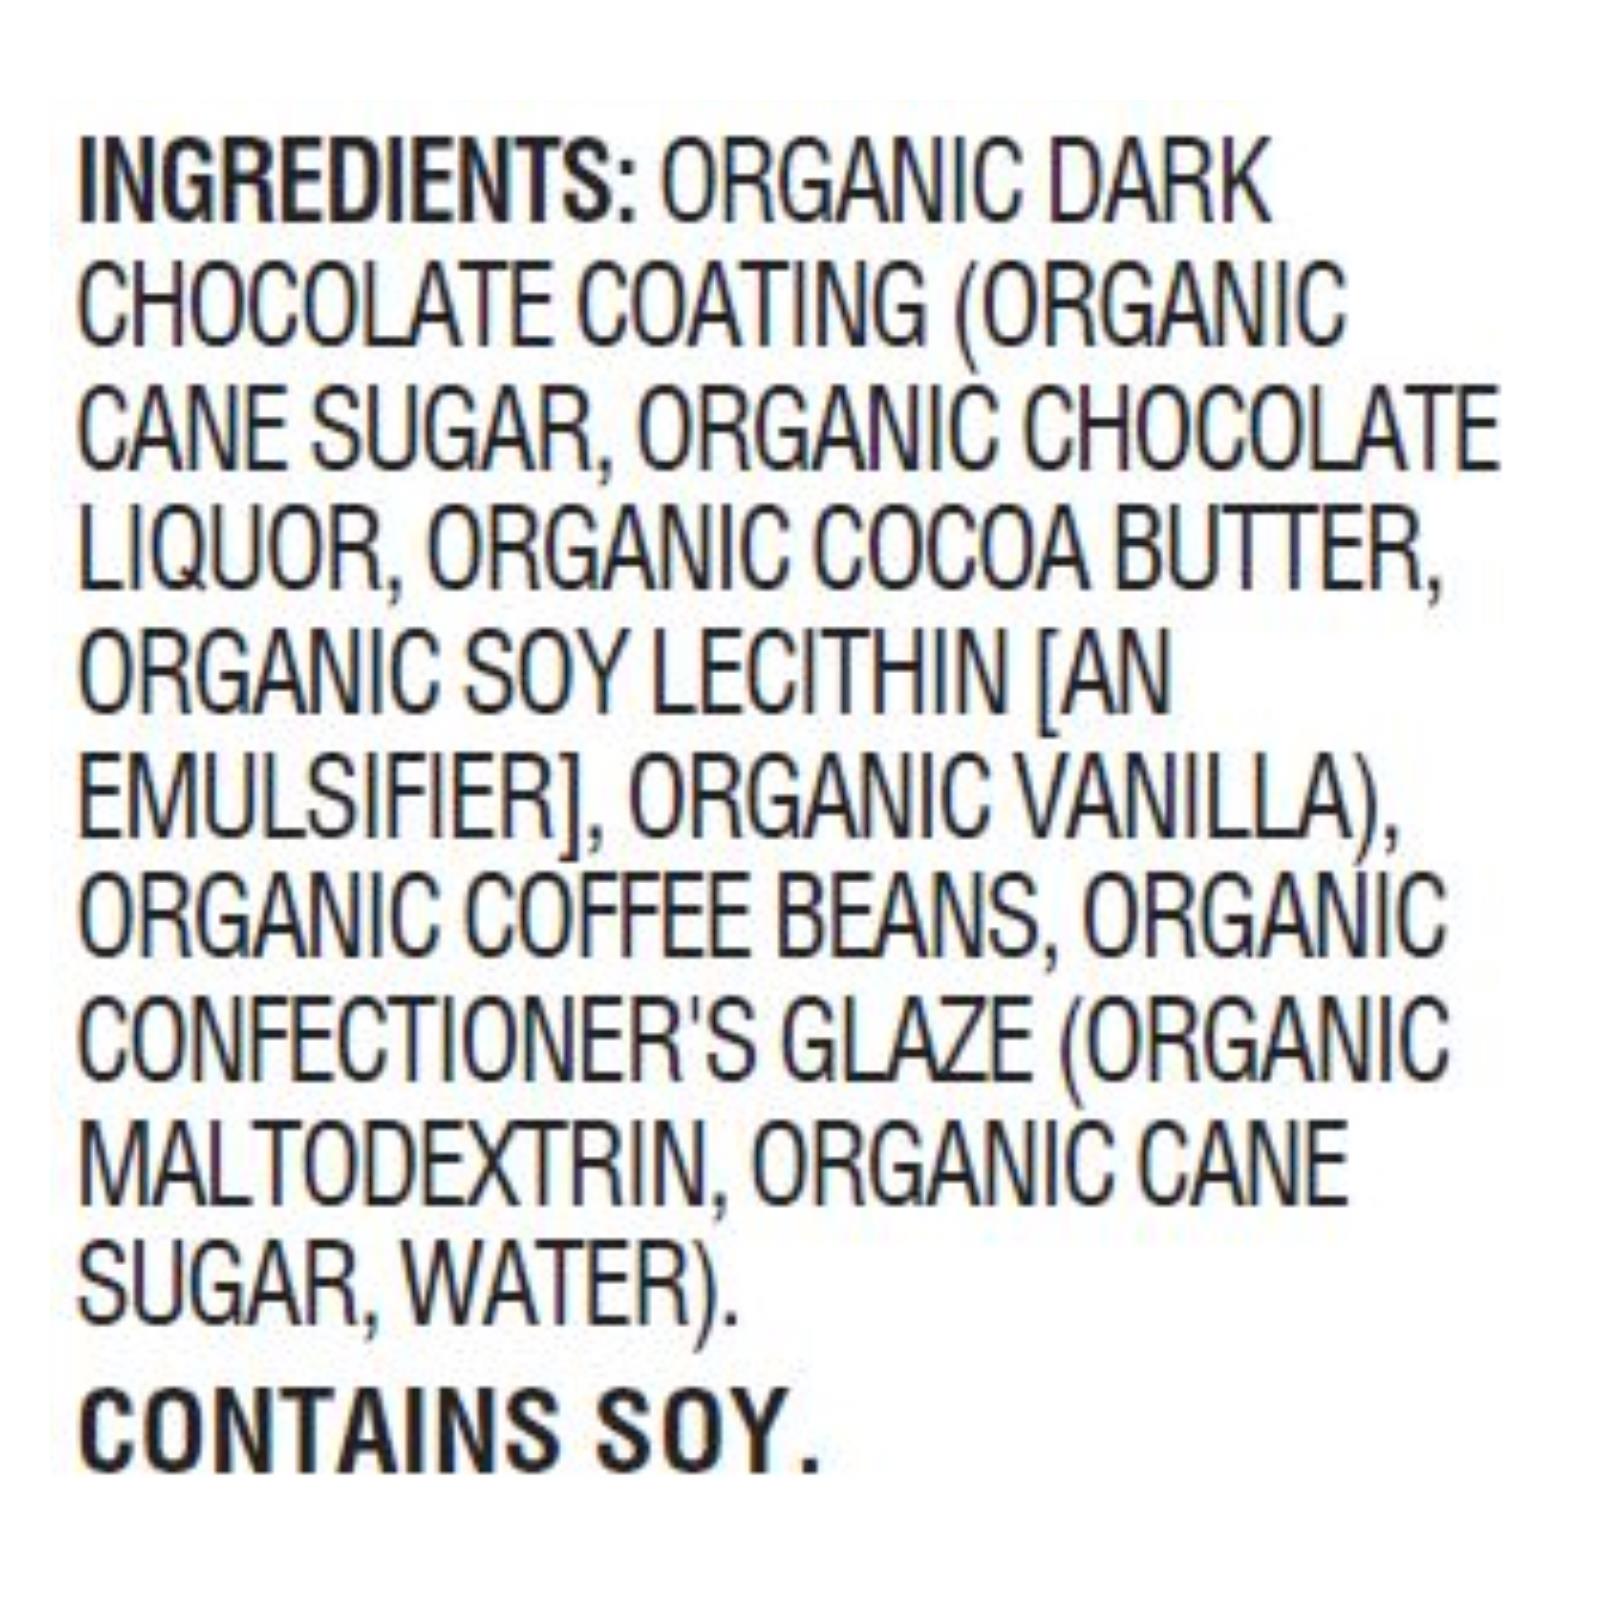 INGREDIENTS: ORGANIC DARK
CHOCOLATE COATING (ORGANIC
CANE SUGAR, ORGANIC CHOCOLATE
LIQUOR, ORGANIC COCOA BUTTER,
ORGANIC SOY LECITHIN [AN
EMULSIFIER], ORGANIC VANILLA),
ORGANIC COFFEE BEANS, ORGANIC
CONFECTIONER'S GLAZE (ORGANIC
MALTODEXTRIN, ORGANIC CANE
SUGAR, WATER).
CONTAINS SOY.